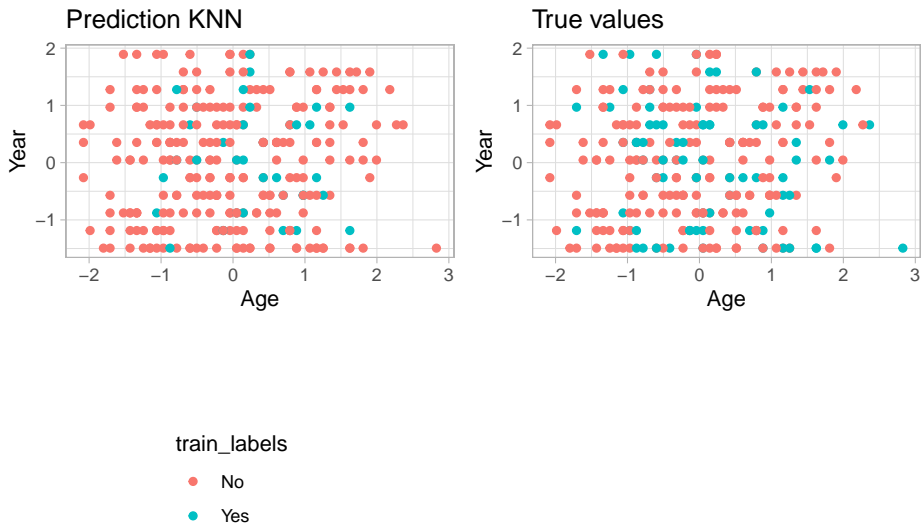 Prediction KNN
2
1
0
−1
Year
−2
−1
0
1
2
3
Age
True values
2
1
0
−1
Year
−2
−1
0
1
2
3
Age
train_labels
No
Yes